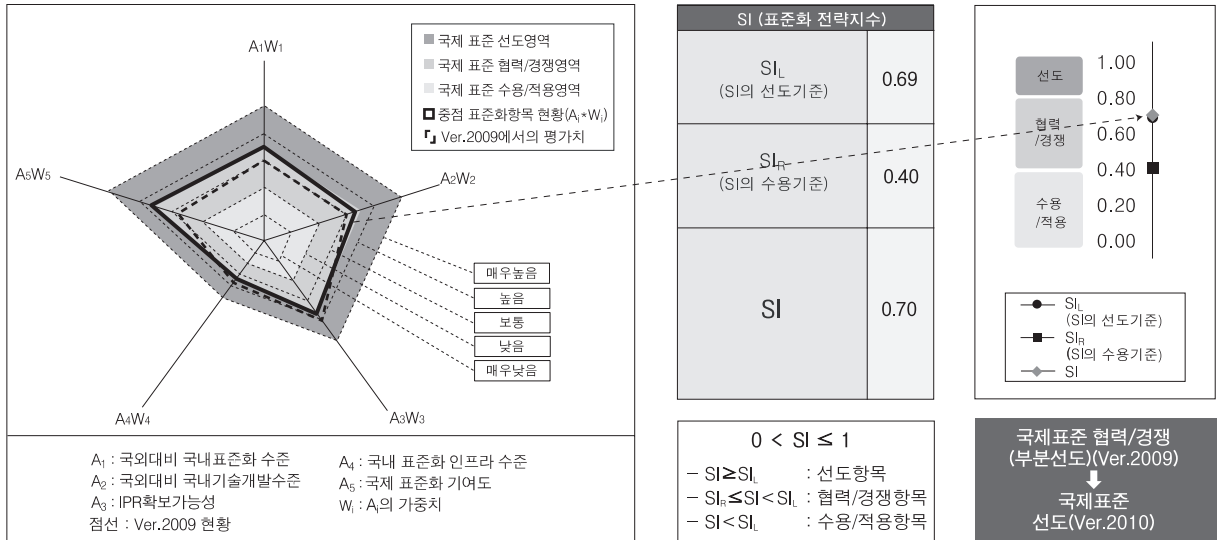 A₁W₁
A₂W₂
A₃W₃
A₄W₄
A₅W₅
국제 표준 선도영역
국제 표준 협력/경쟁영역
국제 표준 수용/적용영역
중점 표준화항목 현황(Aᵢ*Wᵢ)
Ver.2009에서의 평가치
매우높음
높음
보통
낮음
매우낮음
A₁ : 국외대비 국내표준화 수준
A₂ : 국외대비 국내기술개발수준
A₃ : IPR확보가능성
점선 : Ver.2009 현황
A₄ : 국내 표준화 인프라 수준
A₅ : 국제 표준화 기여도
Wᵢ : Aᵢ의 가중치
SI (표준화 전략지수)
SI_L
(SI의 선도기준)
0.69
SI_R
(SI의 수용기준)
0.40
SI
0.70
0 < SI ≤ 1
– SI≥SI_L : 선도항목
– SI_R≤SI<SI_L : 협력/경쟁항목
– SI<SI_L : 수용/적용항목
선도
협력
/경쟁
수용
/적용
1.00
0.80
0.60
0.40
0.20
0.00
SI_L
(SI의 선도기준)
SI_R
(SI의 수용기준)
SI
국제표준 협력/경쟁
(부분선도)(Ver.2009)
국제표준
선도(Ver.2010)